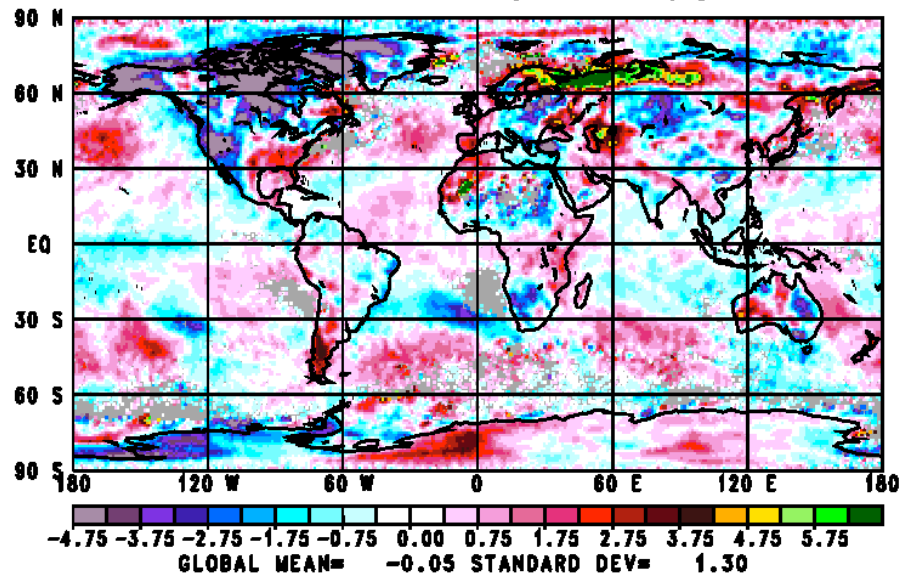 90 N
60 N
30 N
EQ
30 S
60 S
90 S
180 120 W 60 W 0 60 E 120 E 180
-4.75 -3.75 -2.75 -1.75 -0.75 0.00 0.75 1.75 2.75 3.75 4.75 5.75
GLOBAL MEAN= -0.05 STANDARD DEV= 1.30